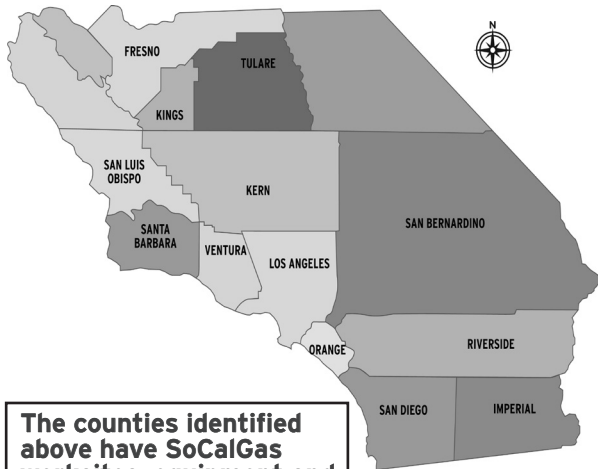 N
FRESNO
TULARE
KINGS
SAN LUIS
OBISPO
KERN
SANTA
BARBARA
VENTURA
LOS ANGELES
SAN BERNARDINO
ORANGE
RIVERSIDE
SAN DIEGO
IMPERIAL
The counties identified
above have SoCalGas